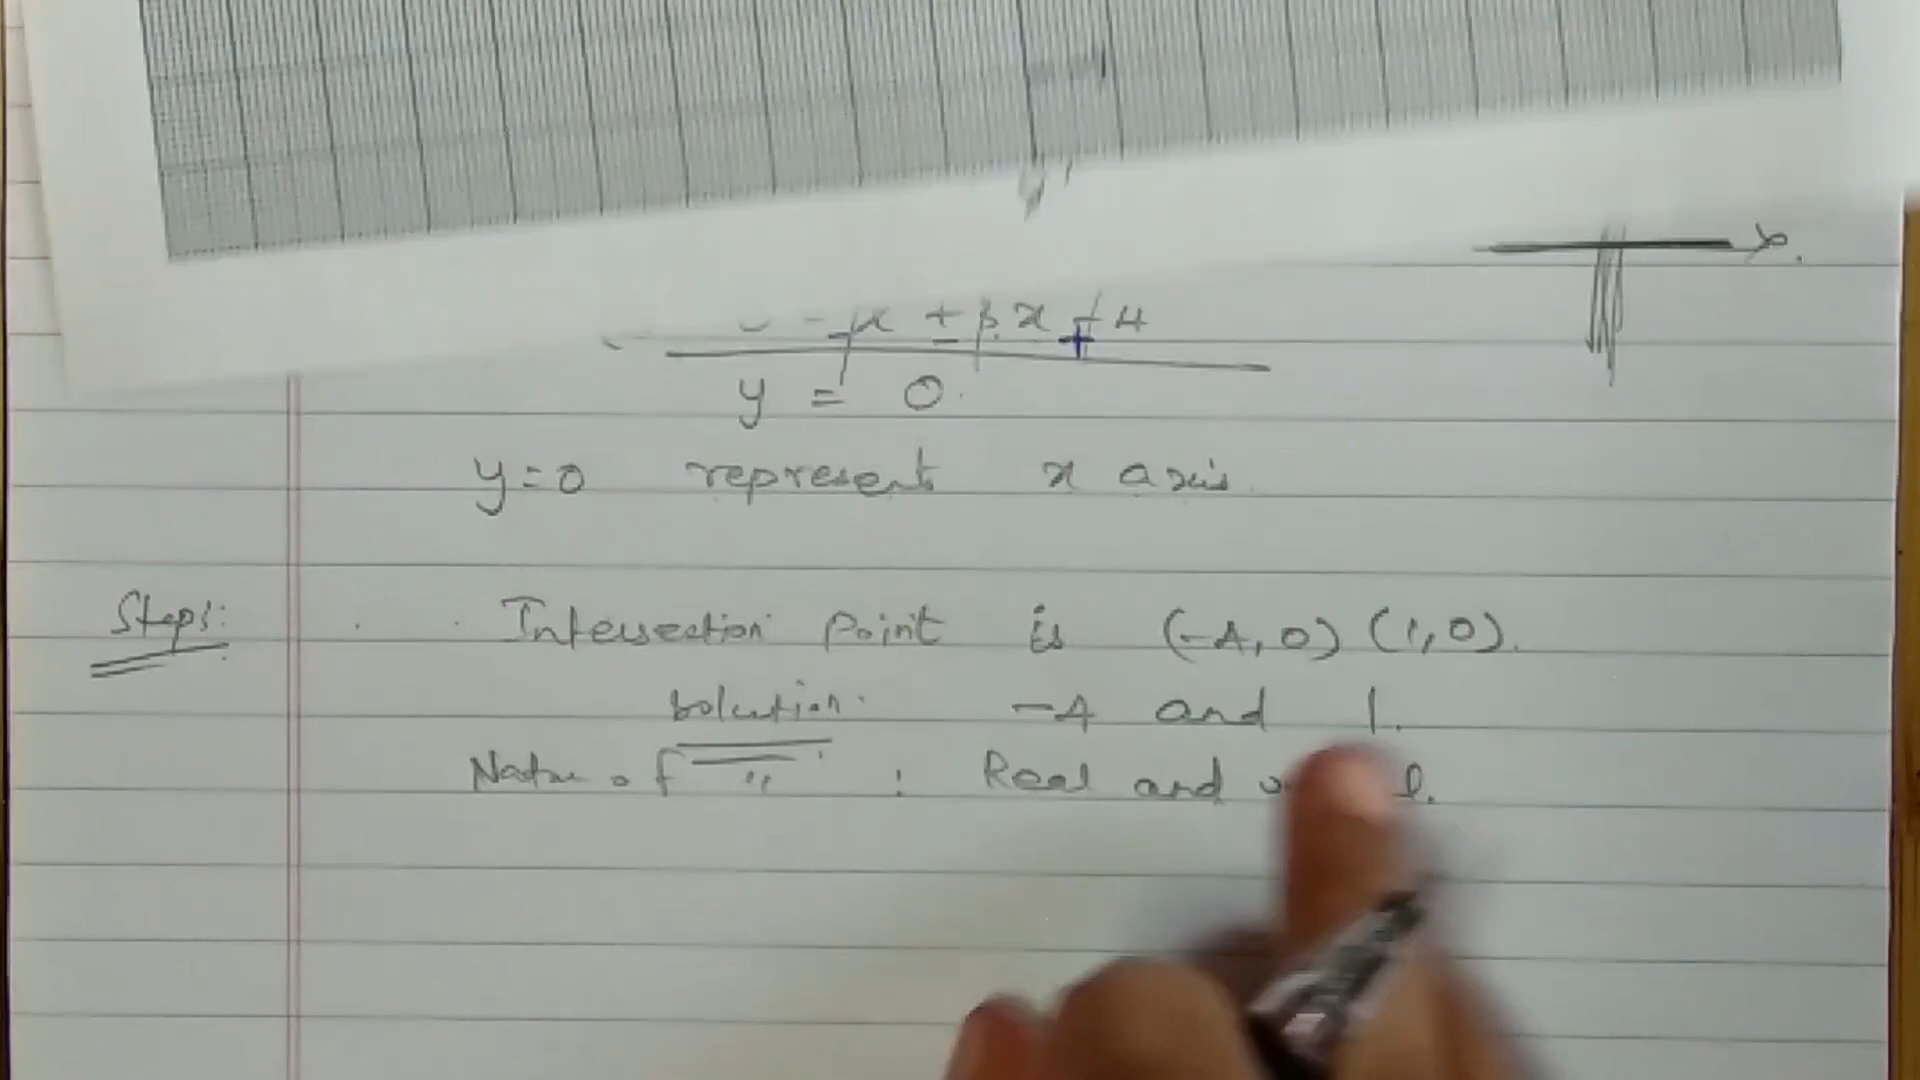 y'
x
y = 0
y=0 represents x axis
Steps: Intersection point is (-4,0) (1,0).
solution. -4 and 1.
Nature of " : Real and